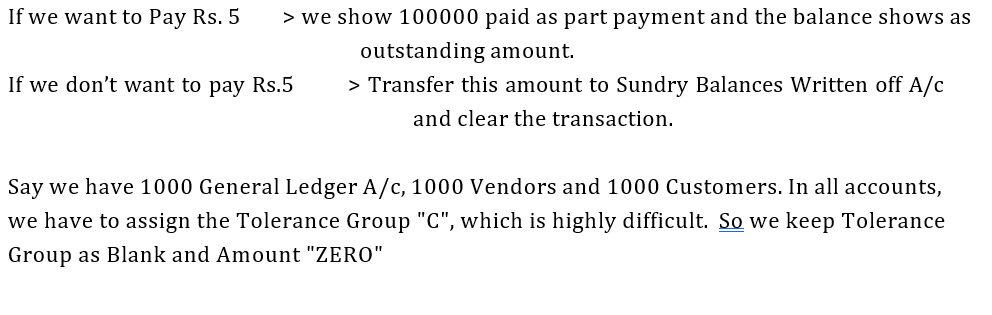 If we want to Pay Rs. 5 > we show 100000 paid as part payment and the balance shows as
outstanding amount.
If we don’t want to pay Rs.5 > Transfer this amount to Sundry Balances Written off A/c
and clear the transaction.
Say we have 1000 General Ledger A/c, 1000 Vendors and 1000 Customers. In all accounts,
we have to assign the Tolerance Group "C", which is highly difficult. So we keep Tolerance
Group as Blank and Amount "ZERO"